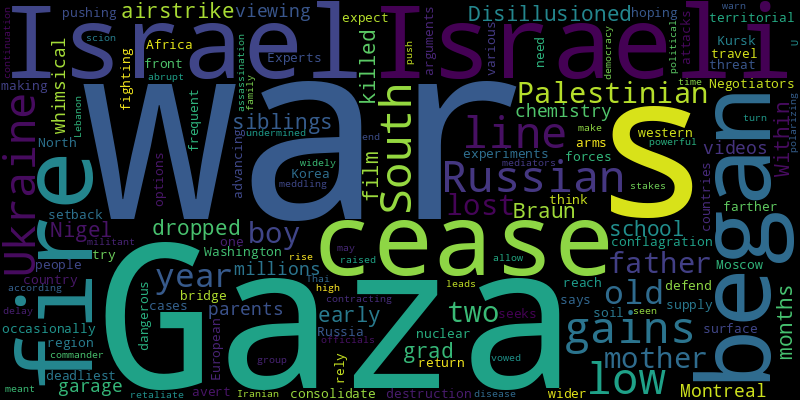 pushing airstrike viewing expect Disillusioned hoping warn territorial
continuation scion Israel Israeli
making whimsical Africa Experts arguments various need Kursk travel attacks U
fighting front killed push democracy political threat
abrupt assassination family Palestinian time Negotiators
Ukraine Lebanon frequent war South chemistry s western polarizing
North siblings undermined line make powerful turn
options advancing end film experiments arms forces videos Within
fire Korea widely mediators Russian stakes began
setback meddling lost Braun think countries farther
Nigel dropped boy cease school conflagration
militant people try Washington one may rise raised allow father Moscow
country year millions Thai reach defend
according bridge high leads old supply months
delay cases parents contracting seeks says soil seen
occasionally dangerous early two gains surface
region European Russia nuclear mother
commander officials grad
deadliest group rely return low
garage avert Gaza vowed
meant retaliate Iranian consolidate destruction disease wider Montreal